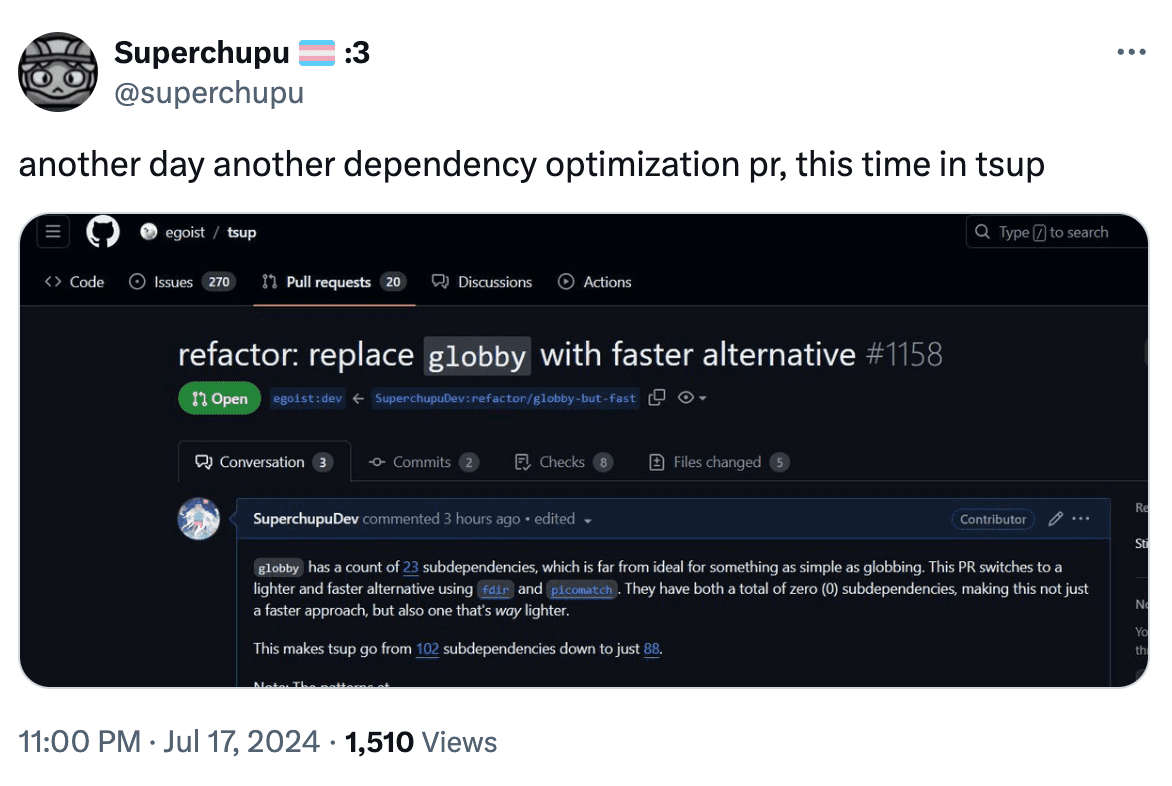 Superchupu 🏳️‍⚧️ :3
@superchupu
another day another dependency optimization pr, this time in tsup
egoist / tsup
Type / to search
Code Issues 270 Pull requests 20 Discussions Actions
refactor: replace globby with faster alternative #1158
Open egoist:dev ← SuperchupuDev:refactor/globby-but-fast
Conversation 3 Commits 2 Checks 8 Files changed 5
SuperchupuDev commented 3 hours ago • edited
Contributor
globby has a count of 23 subdependencies, which is far from ideal for something as simple as globbing. This PR switches to a
lighter and faster alternative using fdir and picomatch. They have both a total of zero (0) subdependencies, making this not just
a faster approach, but also one that's way lighter.
This makes tsup go from 102 subdependencies down to just 88.
Note: The patterns at
11:00 PM · Jul 17, 2024 · 1,510 Views